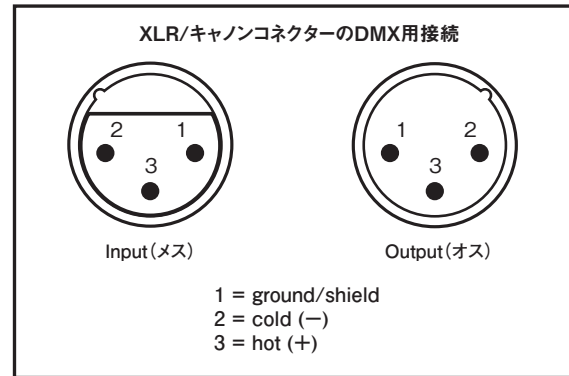 XLR/キャノンコネクターのDMX用接続
2 1
3
1 2
3
Input(メス)
Output(オス)
1 = ground/shield
2 = cold (−)
3 = hot (+)